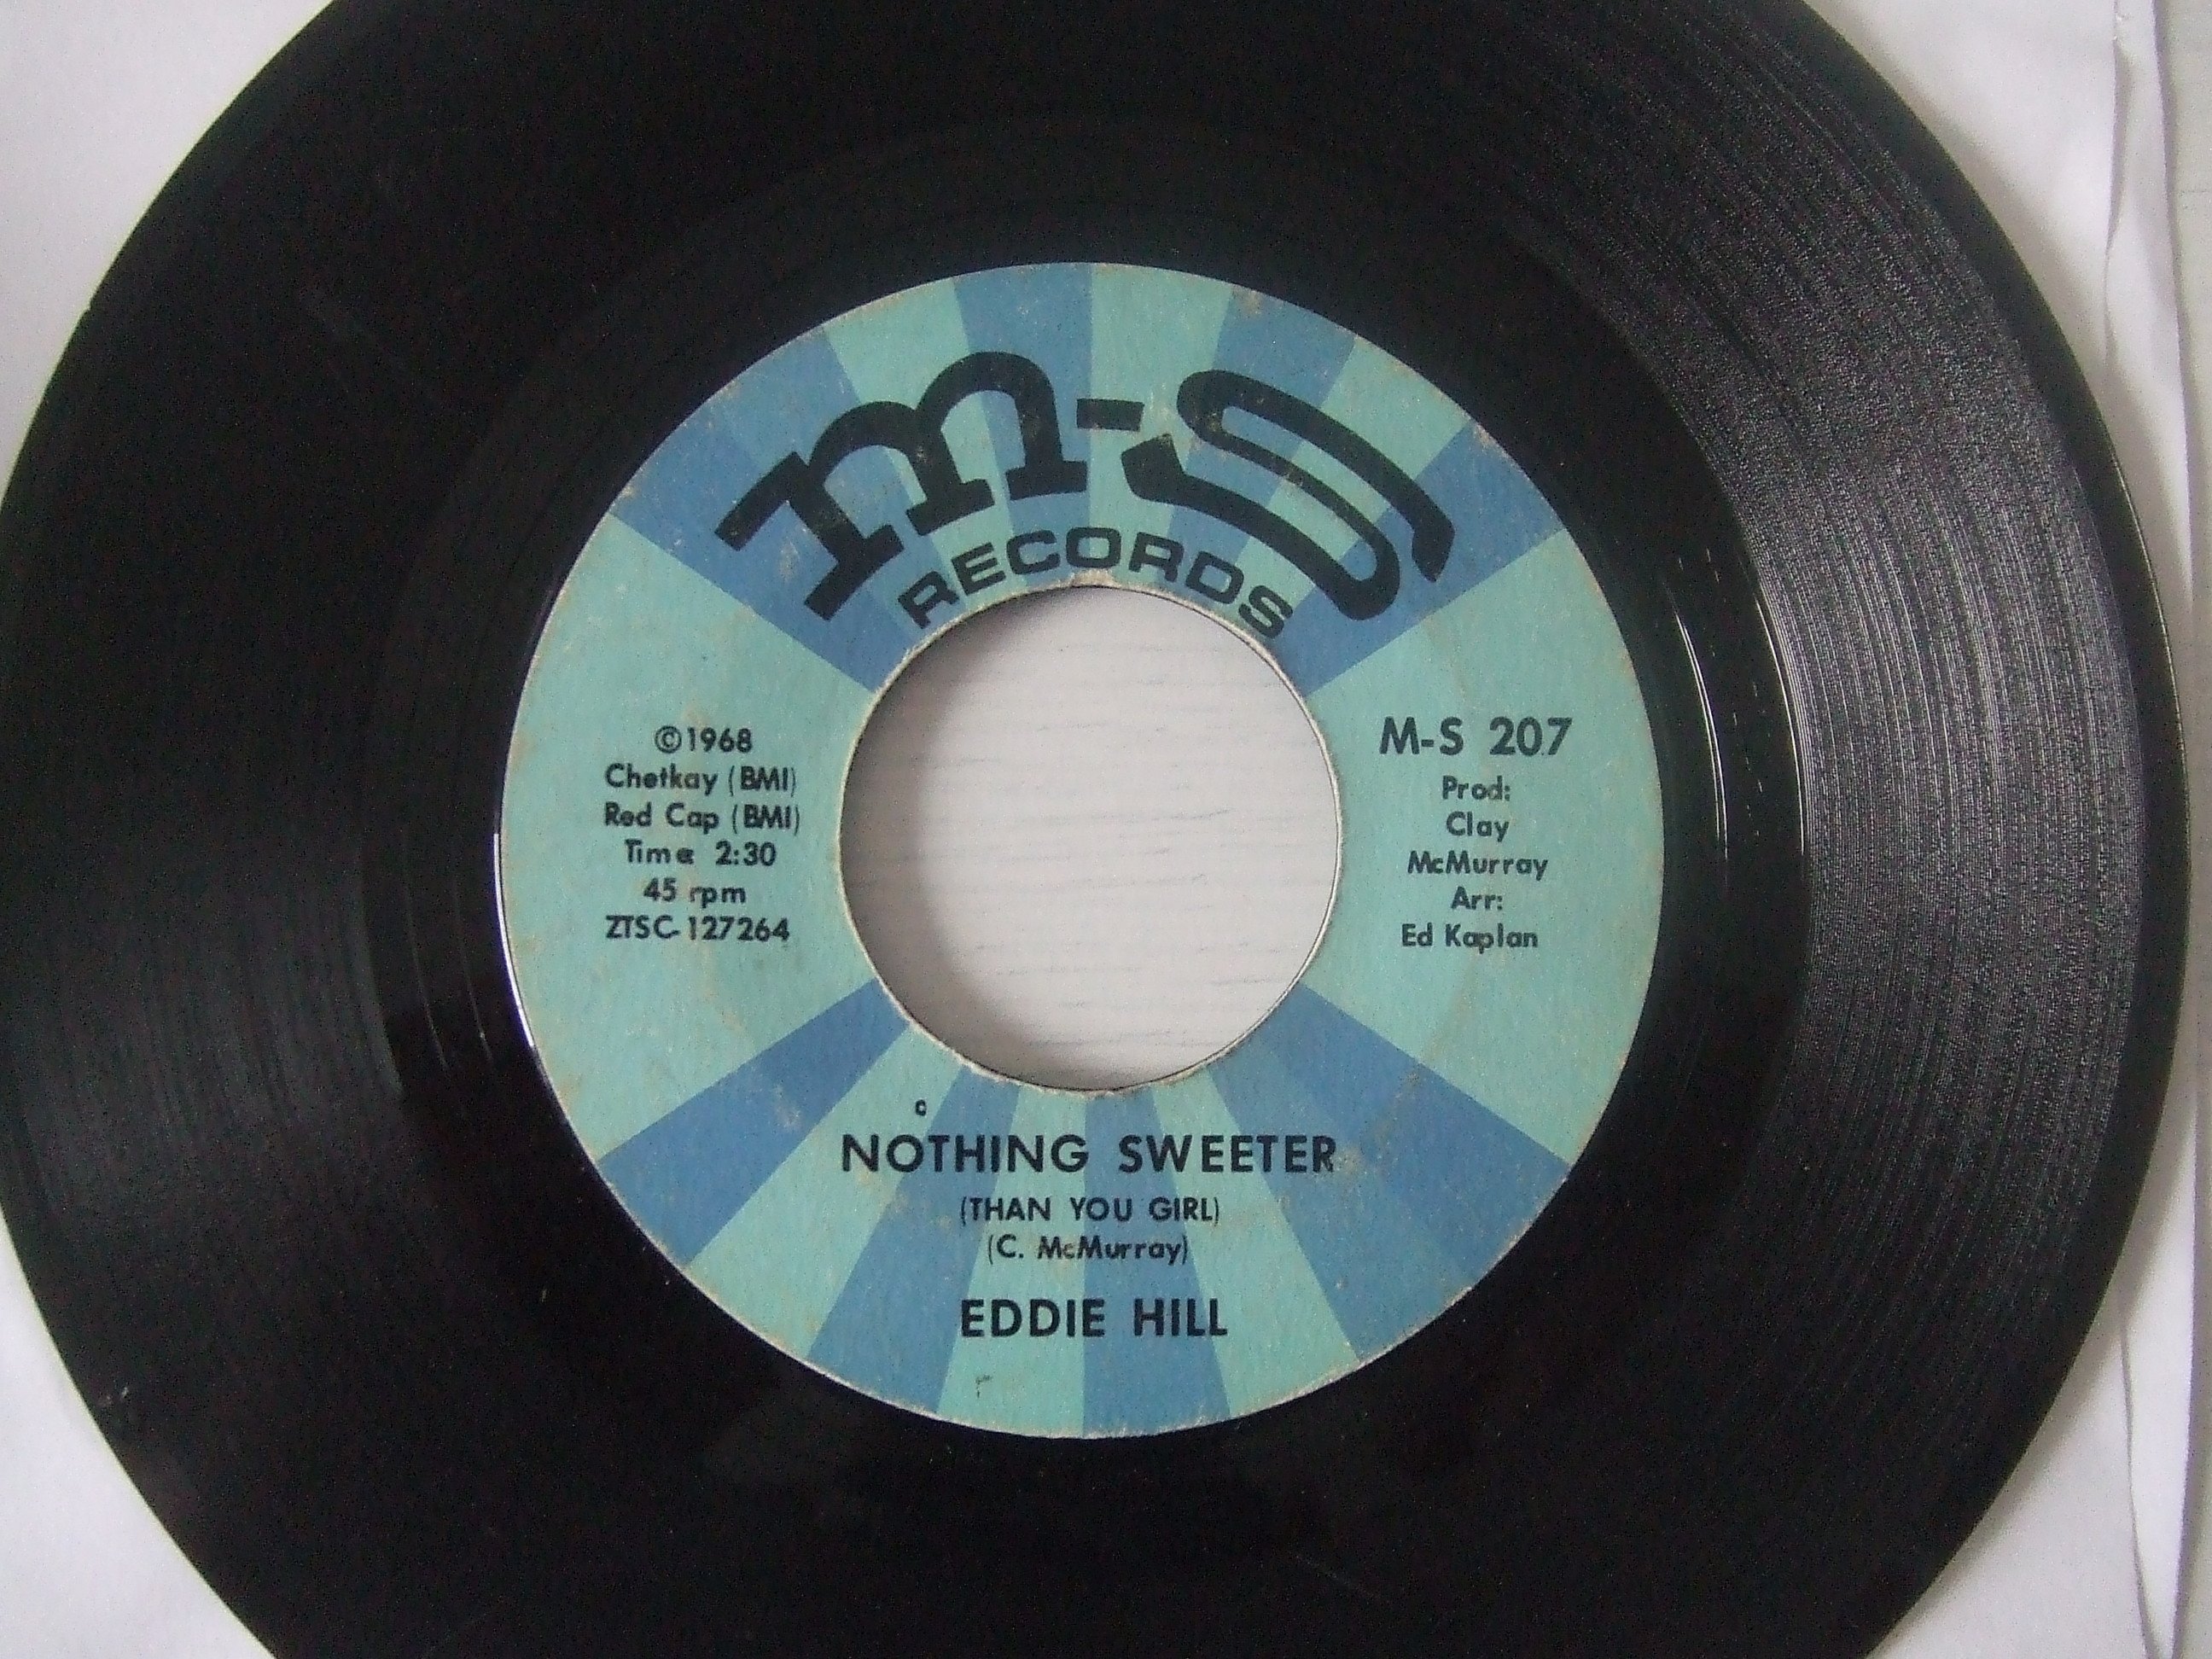 m-S
RECORDS
©1968
Chetkay (BMI)
Red Cap (BMI)
Time: 2:30
45 rpm
ZTSC-127264
M-S 207
Prod:
Clay
McMurray
Arr:
Ed Kaplan
c
NOTHING SWEETER
(THAN YOU GIRL)
(C. McMurray)
EDDIE HILL